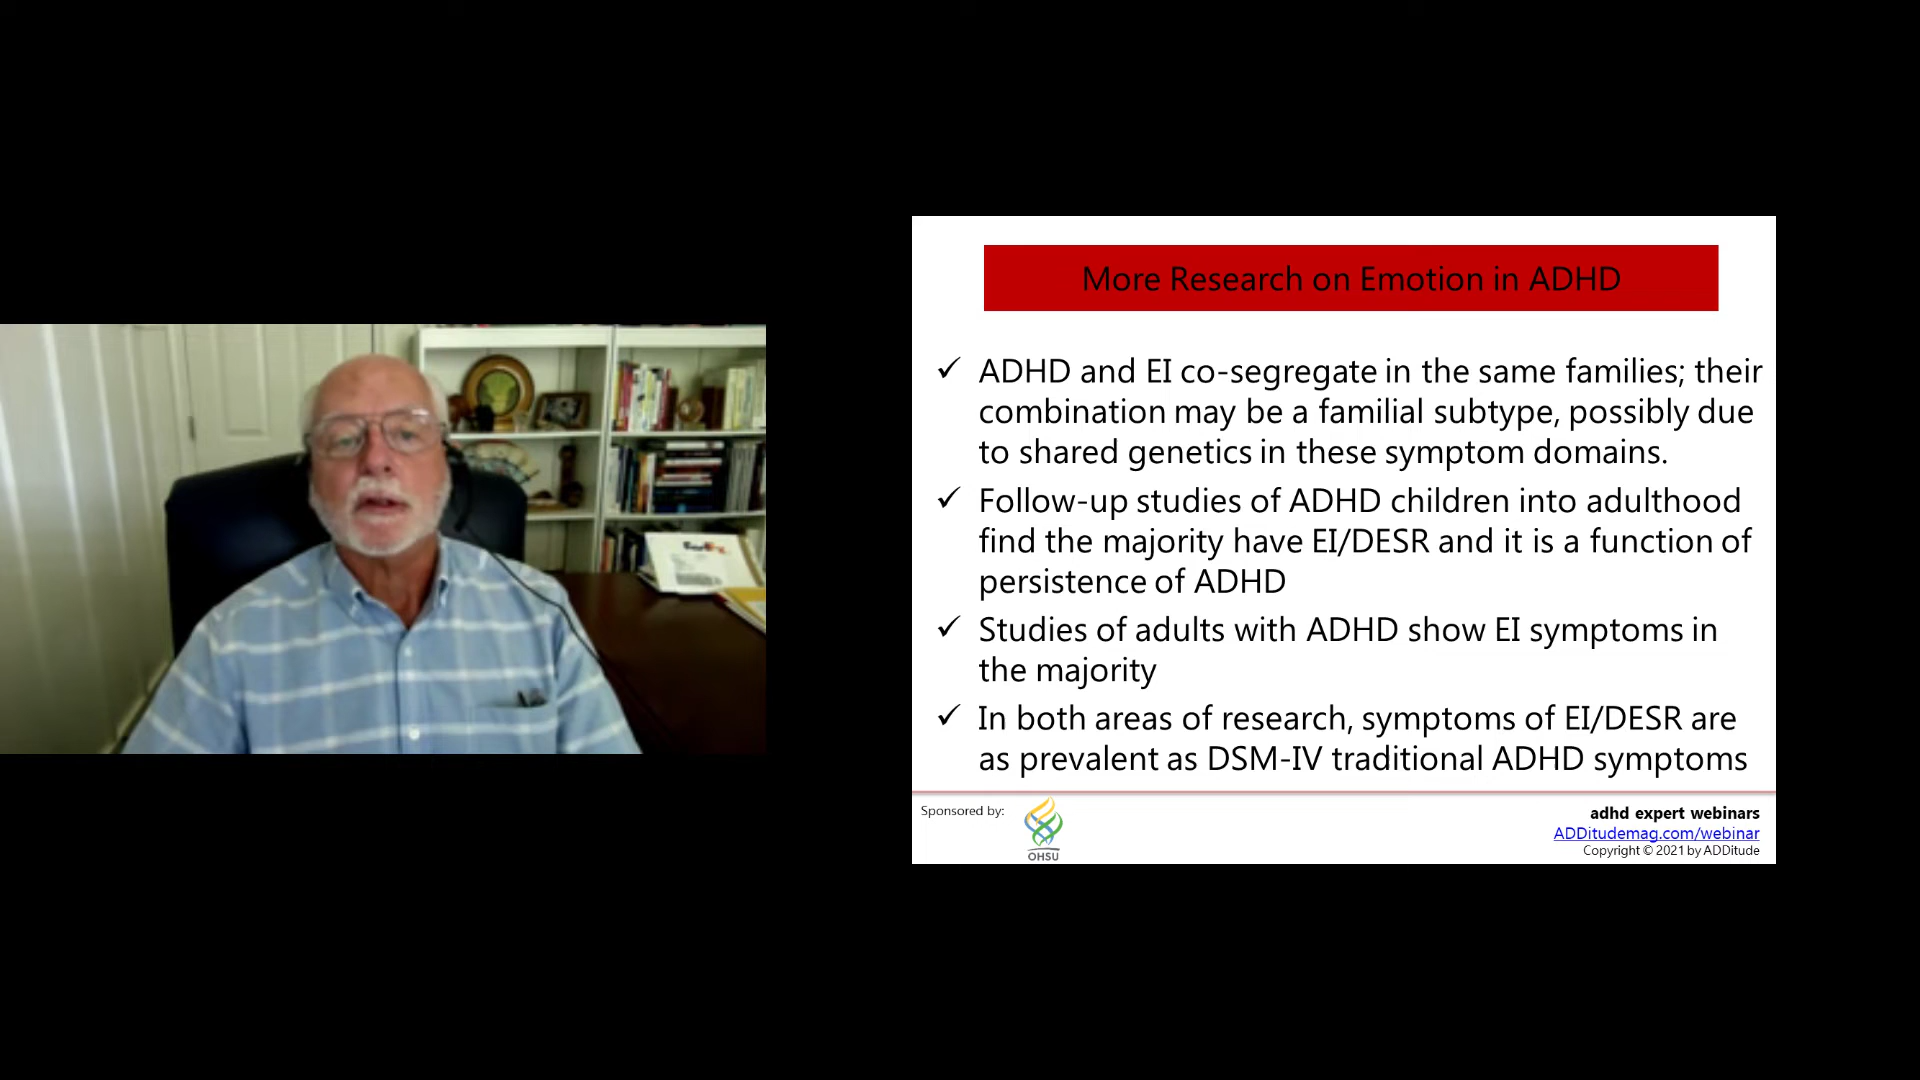 More Research on Emotion in ADHD
✓ ADHD and EI co-segregate in the same families; their
combination may be a familial subtype, possibly due
to shared genetics in these symptom domains.
✓ Follow-up studies of ADHD children into adulthood
find the majority have EI/DESR and it is a function of
persistence of ADHD
✓ Studies of adults with ADHD show EI symptoms in
the majority
✓ In both areas of research, symptoms of EI/DESR are
as prevalent as DSM-IV traditional ADHD symptoms
Sponsored by:
OHSU
adhd expert webinars
ADDitudemag.com/webinar
Copyright © 2021 by ADDitude